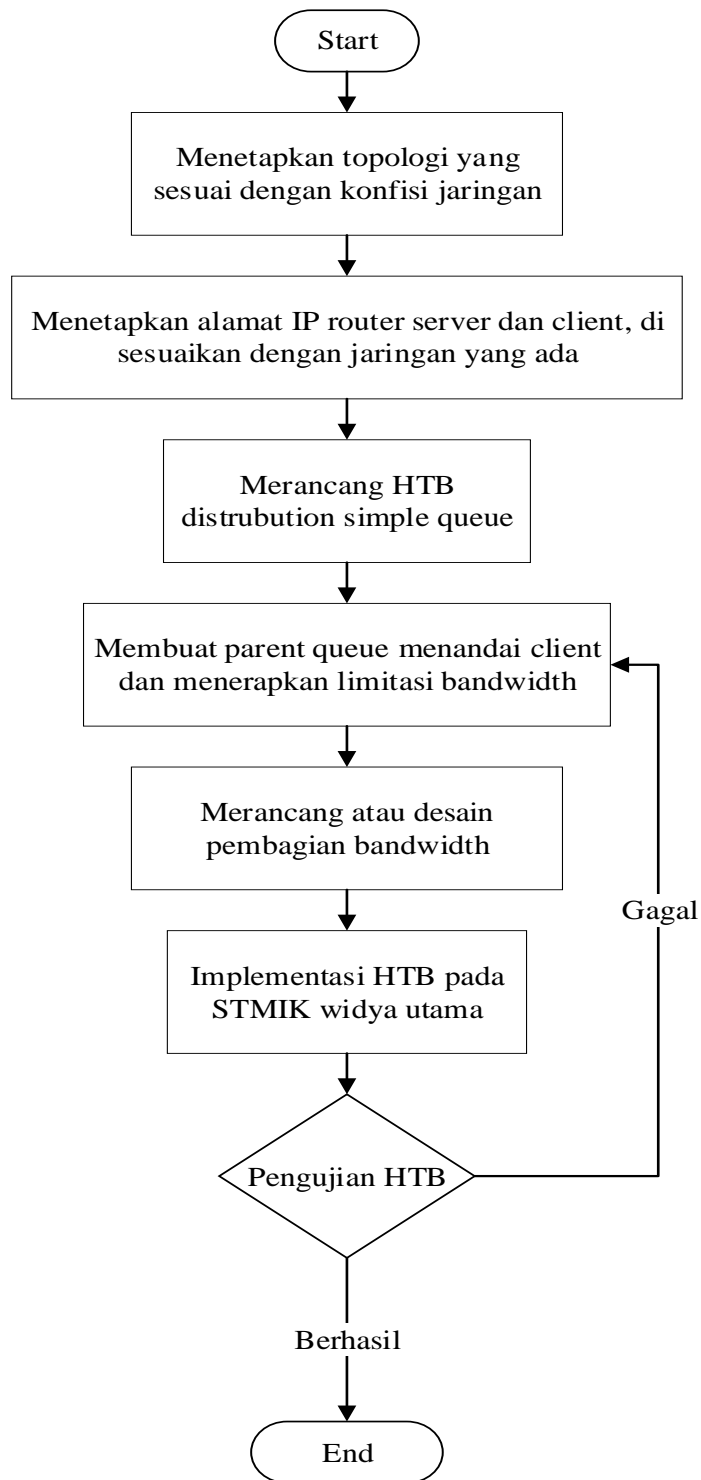 Start
Menetapkan topologi yang
sesuai dengan konfisi jaringan
Menetapkan alamat IP router server dan client, di
sesuaikan dengan jaringan yang ada
Merancang HTB
distrubution simple queue
Membuat parent queue menandai client
dan menerapkan limitasi bandwidth
Merancang atau desain
pembagian bandwidth
Gagal
Implementasi HTB pada
STMIK widya utama
Pengujian HTB
Berhasil
End